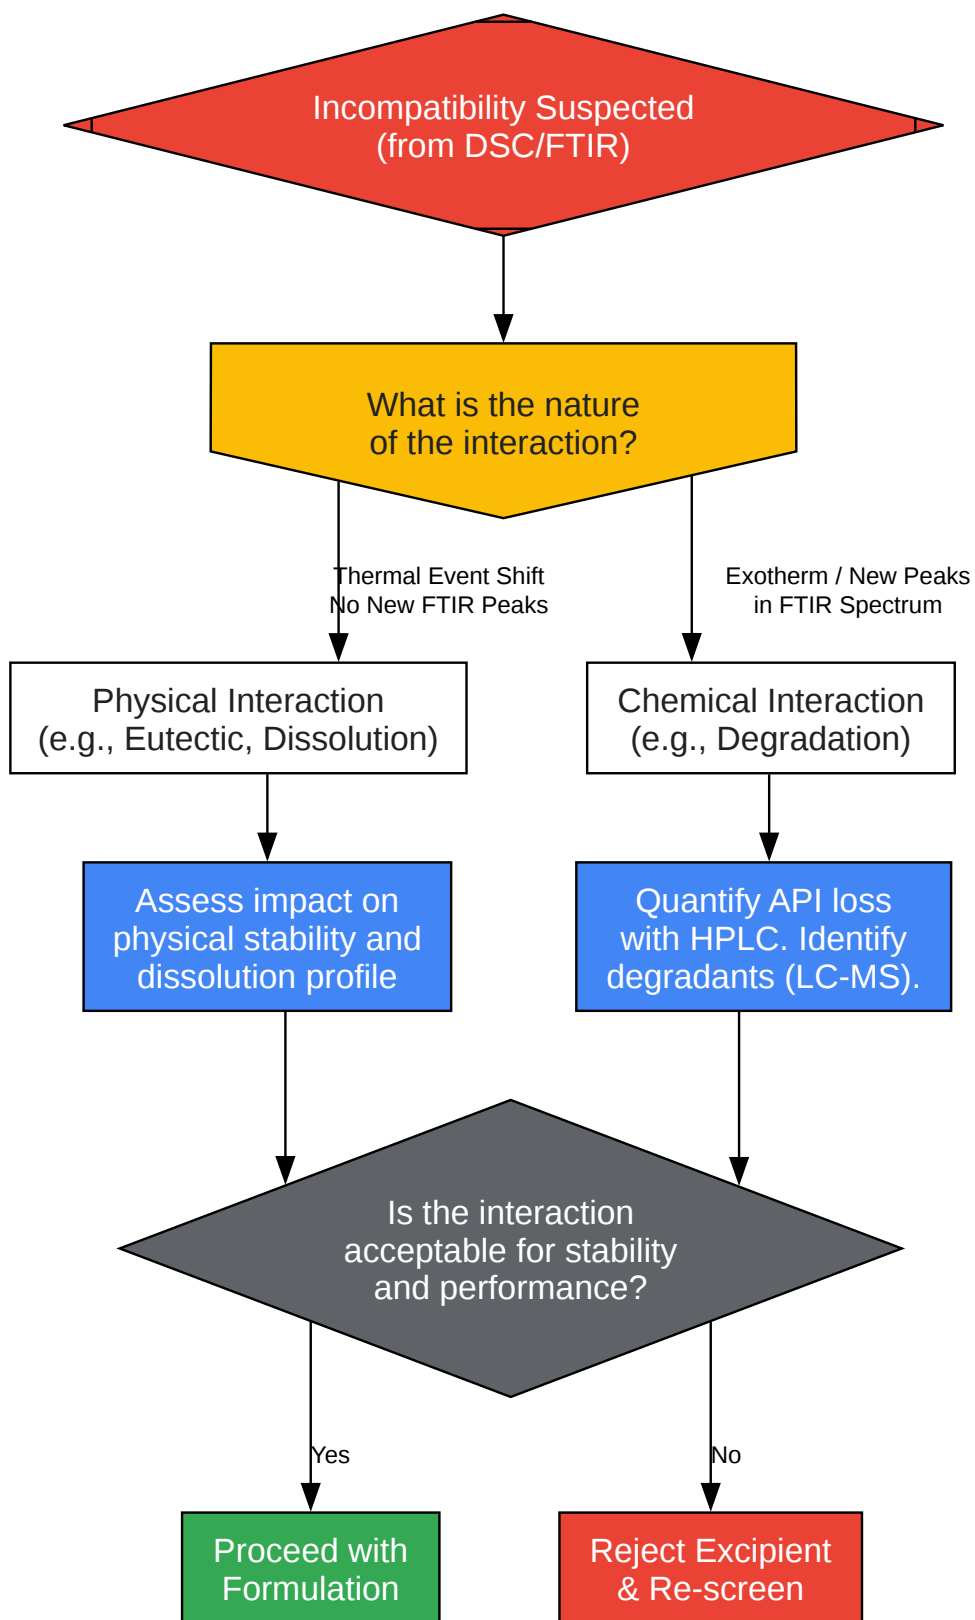 Incompatibility Suspected
(from DSC/FTIR)
What is the nature
of the interaction?
Thermal Event Shift
No New FTIR Peaks
Exotherm / New Peaks
in FTIR Spectrum
Physical Interaction
(e.g., Eutectic, Dissolution)
Chemical Interaction
(e.g., Degradation)
Assess impact on
physical stability and
dissolution profile
Quantify API loss
with HPLC. Identify
degradants (LC-MS).
Is the interaction
acceptable for stability
and performance?
Yes
No
Proceed with
Formulation
Reject Excipient
& Re-screen